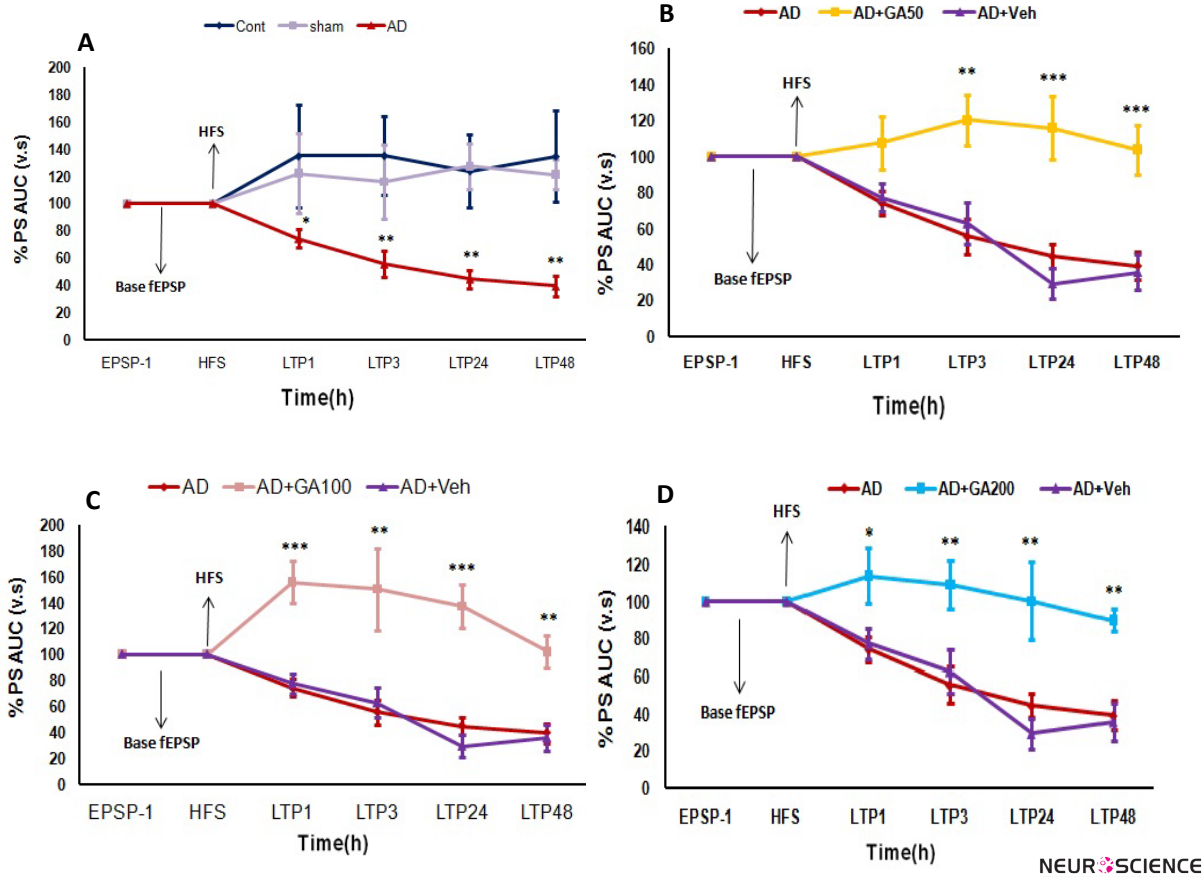 A
Cont sham AD
200
180
160
140
120
100
80
60
40
20
0
% PS AUC (v.s)
HFS
Base fEPSP
*
**
**
**
EPSP-1 HFS LTP1 LTP3 LTP24 LTP48
Time(h)
B
AD AD+GA50 AD+Veh
160
140
120
100
80
60
40
20
0
% PS AUC (v.s)
HFS
Base fEPSP
**
***
***
EPSP-1 HFS LTP1 LTP3 LTP24 LTP48
Time(h)
C
AD AD+GA100 AD+Veh
200
180
160
140
120
100
80
60
40
20
0
% PS AUC (v.s)
HFS
Base fEPSP
***
**
***
**
EPSP-1 HFS LTP1 LTP3 LTP24 LTP48
Time(h)
D
AD AD+GA200 AD+Veh
140
120
100
80
60
40
20
0
% PS AUC (v.s)
HFS
Base fEPSP
*
**
**
**
EPSP-1 HFS LTP1 LTP3 LTP24 LTP48
Time(h)
NEUROSCIENCE